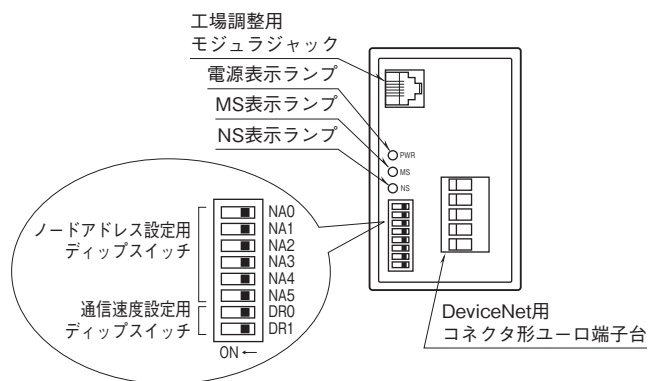 工場調整用
モジュラジャック
電源表示ランプ
MS表示ランプ
NS表示ランプ
PWR
MS
NS
ノードアドレス設定用
ディップスイッチ
NA0
NA1
NA2
NA3
NA4
NA5
通信速度設定用
ディップスイッチ
DR0
DR1
ON ←
DeviceNet用
コネクタ形ユーロ端子台